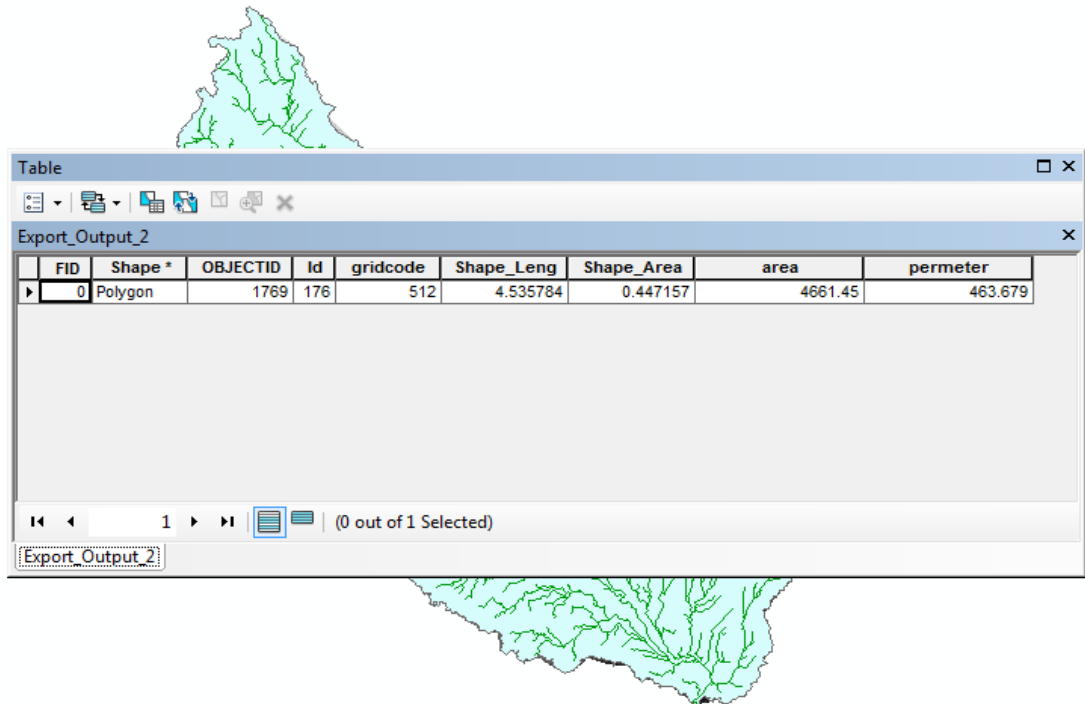 Table
Export_Output_2
FID Shape * OBJECTID Id gridcode Shape_Leng Shape_Area area permeter
0 Polygon 1769 176 512 4.535784 0.447157 4661.45 463.679
1 (0 out of 1 Selected)
Export_Output_2